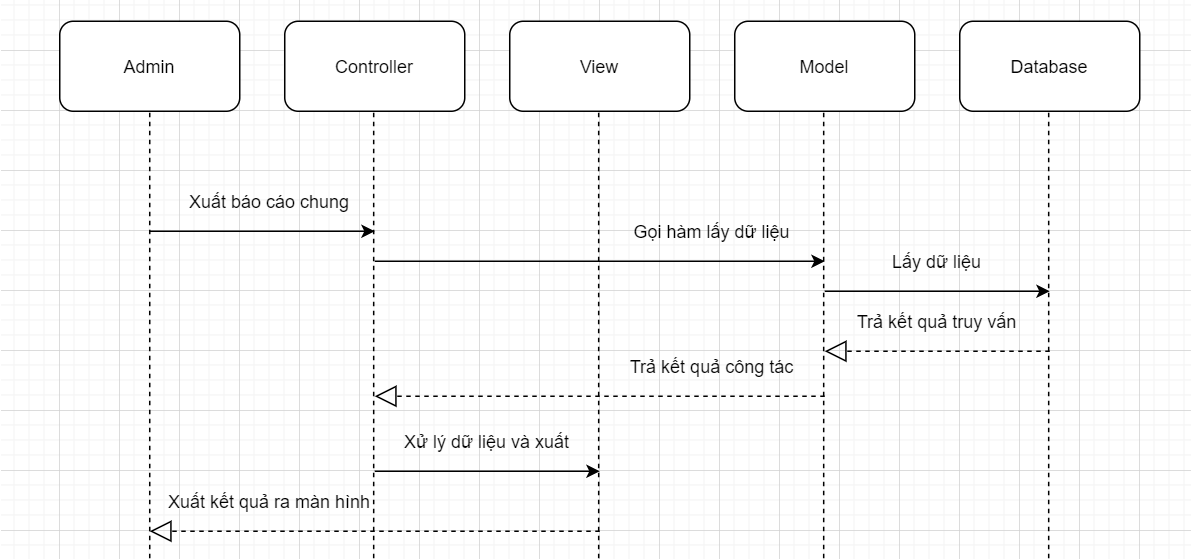 Admin
Controller
View
Model
Database
Xuất báo cáo chung
Gọi hàm lấy dữ liệu
Lấy dữ liệu
Trả kết quả truy vấn
Trả kết quả công tác
Xử lý dữ liệu và xuất
Xuất kết quả ra màn hình